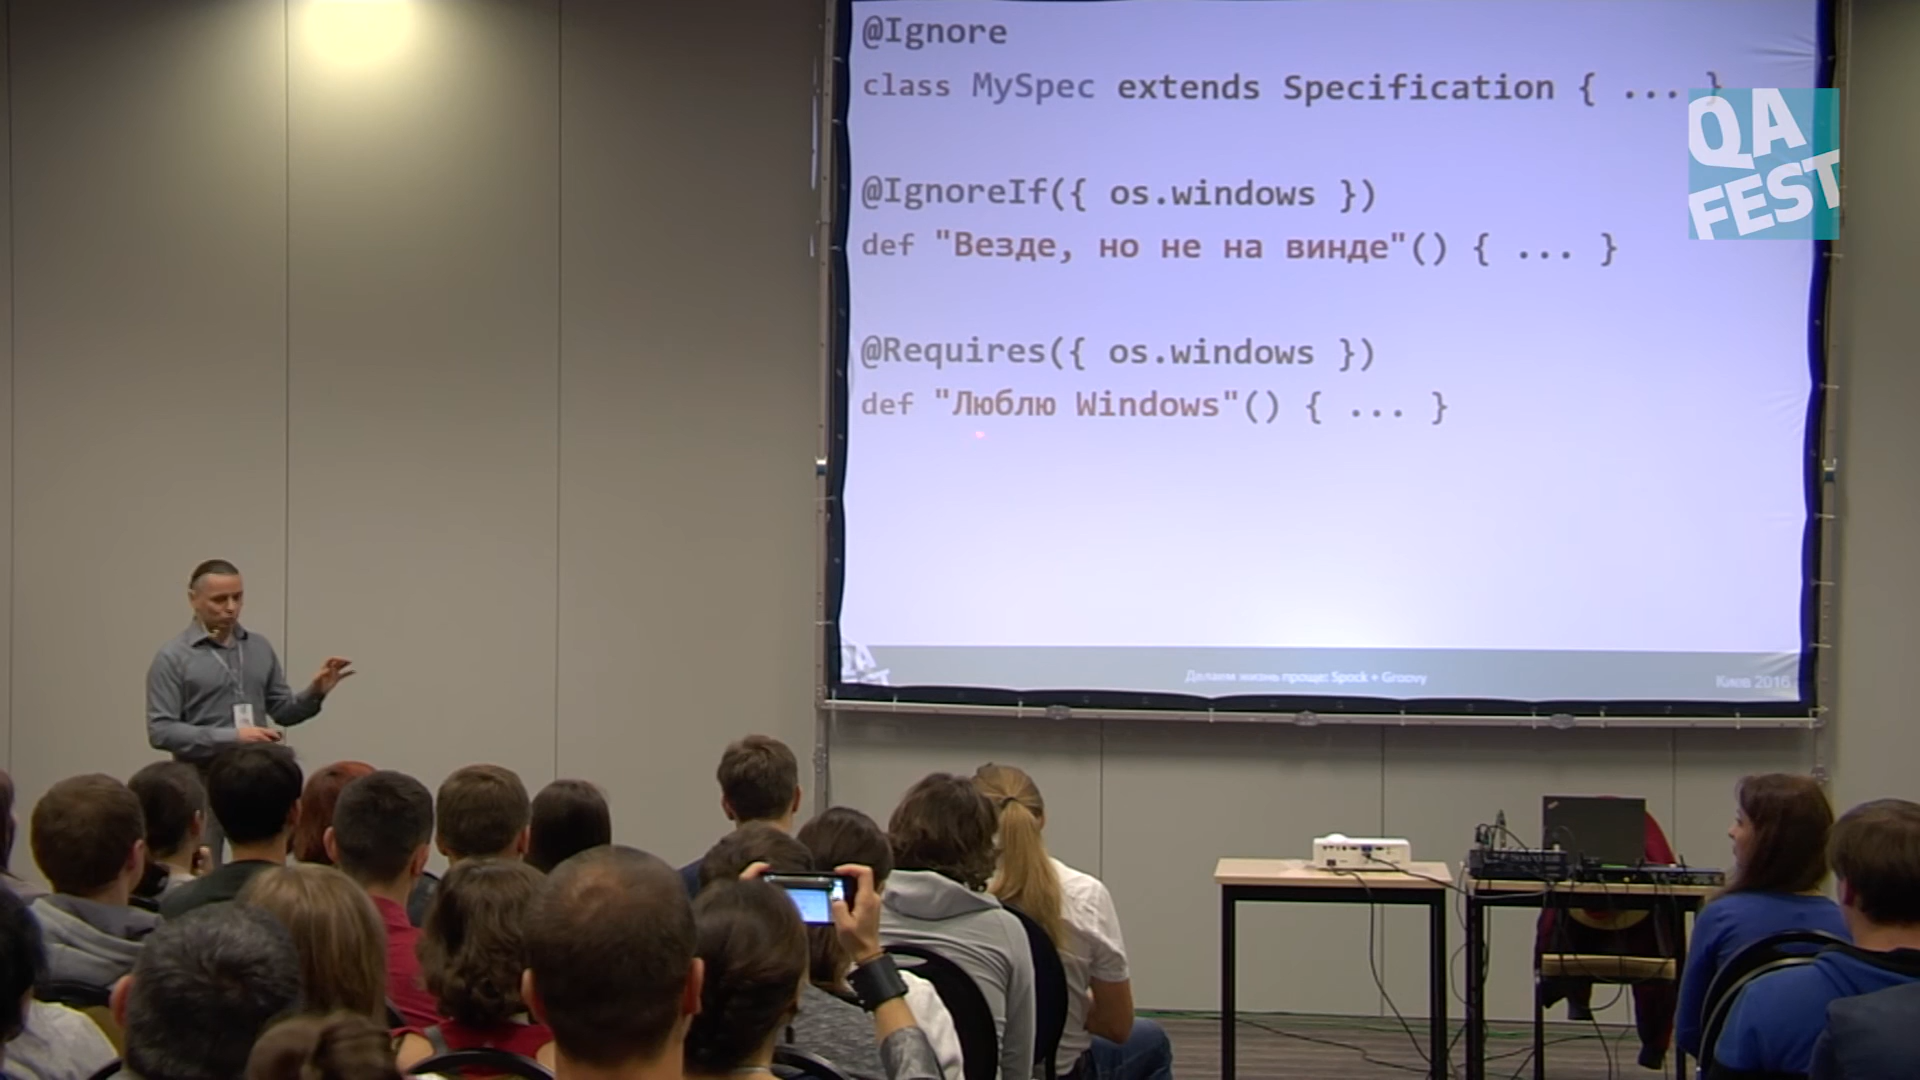 @Ignore
class MySpec extends Specification { ... }
@IgnoreIf({ os.windows })
def "Везде, но не на винде"() { ... }
@Requires({ os.windows })
def "Люблю Windows"() { ... }
Делаем жизнь проще: Spock + Groovy
Киев 2016
QA
FEST